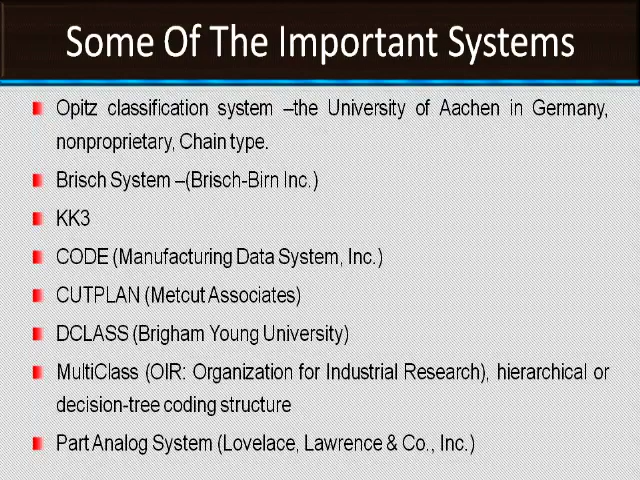 Some Of The Important Systems
Opitz classification system –the University of Aachen in Germany,
nonproprietary, Chain type.
Brisch System –(Brisch-Birn Inc.)
KK3
CODE (Manufacturing Data System, Inc.)
CUTPLAN (Metcut Associates)
DCLASS (Brigham Young University)
MultiClass (OIR: Organization for Industrial Research), hierarchical or
decision-tree coding structure
Part Analog System (Lovelace, Lawrence & Co., Inc.)